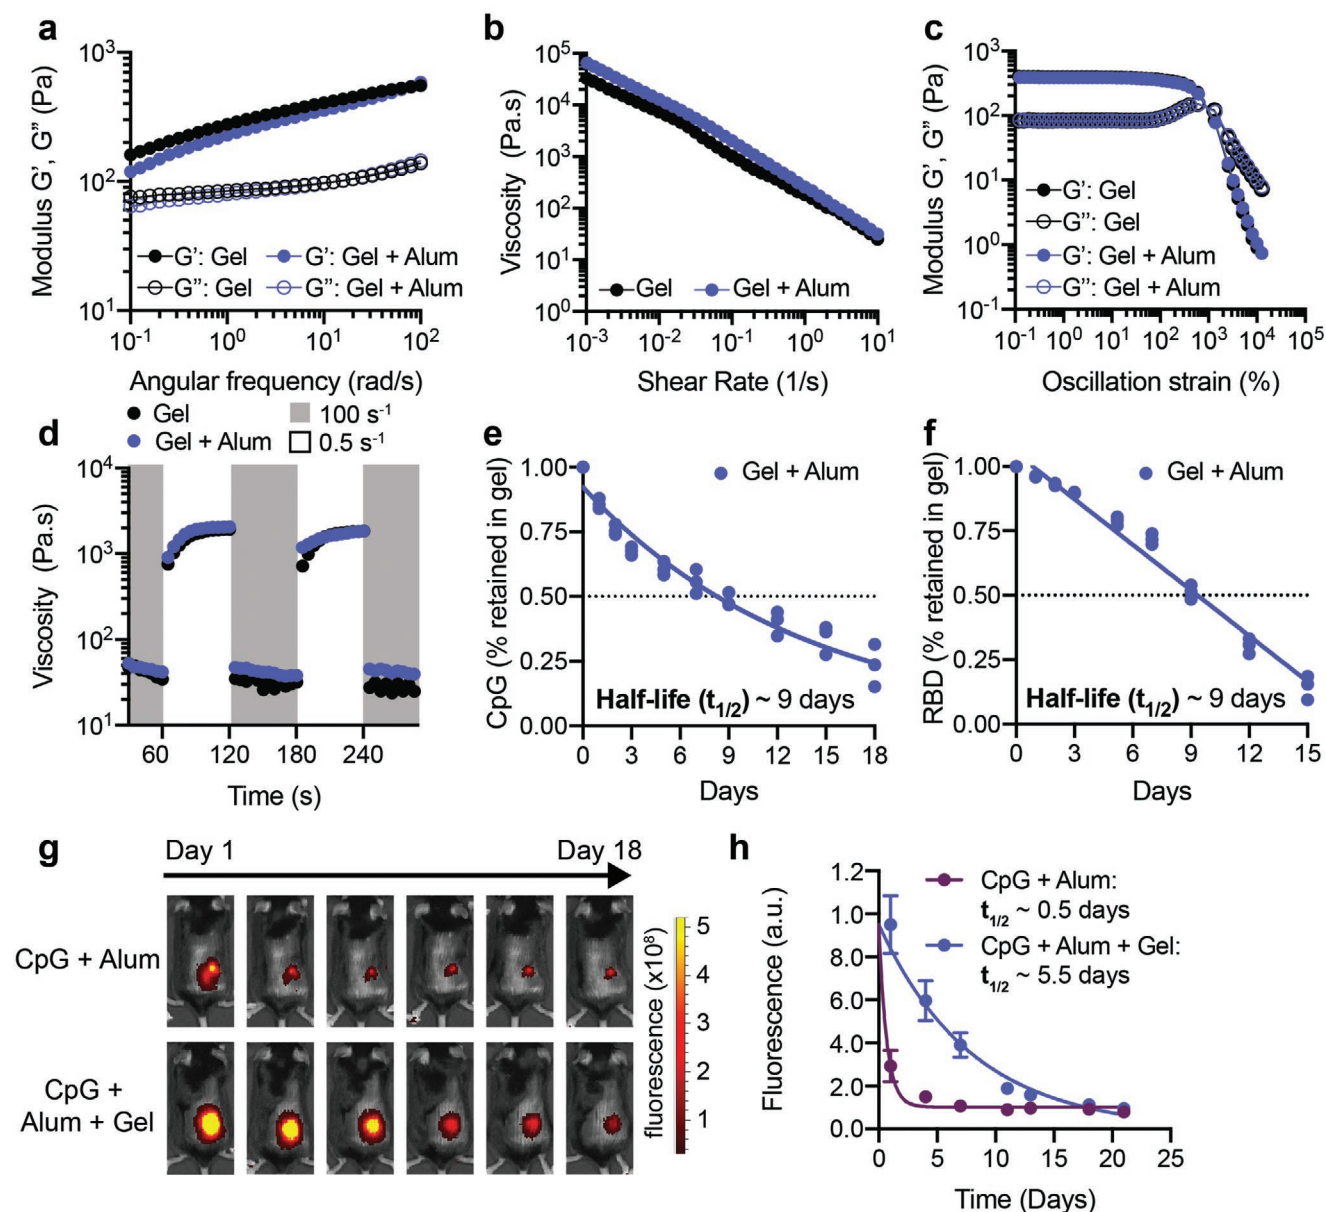 a
10³
10²
10¹
Modulus G', G'' (Pa)
G': Gel
G': Gel + Alum
G'': Gel
G'': Gel + Alum
10⁻¹
10⁰
10¹
10²
Angular frequency (rad/s)
b
10⁵
10⁴
10³
10²
10¹
10⁰
Viscosity (Pa.s)
Gel
Gel + Alum
10⁻³
10⁻²
10⁻¹
10⁰
10¹
Shear Rate (1/s)
c
10³
10²
10¹
10⁰
10⁻¹
Modulus G', G'' (Pa)
G': Gel
G'': Gel
G': Gel + Alum
G'': Gel + Alum
10⁻¹
10⁰
10¹
10²
10³
10⁴
10⁵
Oscillation strain (%)
d
Gel
100 s⁻¹
Gel + Alum
0.5 s⁻¹
10⁴
10³
10²
10¹
Viscosity (Pa.s)
60
120
180
240
Time (s)
e
1.00
0.75
0.50
0.25
0.00
CpG (% retained in gel)
Gel + Alum
Half-life (t₁/₂) ~ 9 days
0
3
6
9
12
15
18
Days
f
1.00
0.75
0.50
0.25
0.00
RBD (% retained in gel)
Gel + Alum
Half-life (t₁/₂) ~ 9 days
0
3
6
9
12
15
Days
g
Day 1
Day 18
CpG + Alum
CpG +
Alum + Gel
5
4
3
2
1
fluorescence (x10⁸)
h
1.2
1.0
8.0
6.0
4.0
2.0
0.0
Fluorescence (a.u.)
CpG + Alum:
t₁/₂ ~ 0.5 days
CpG + Alum + Gel:
t₁/₂ ~ 5.5 days
0
5
10
15
20
25
Time (Days)